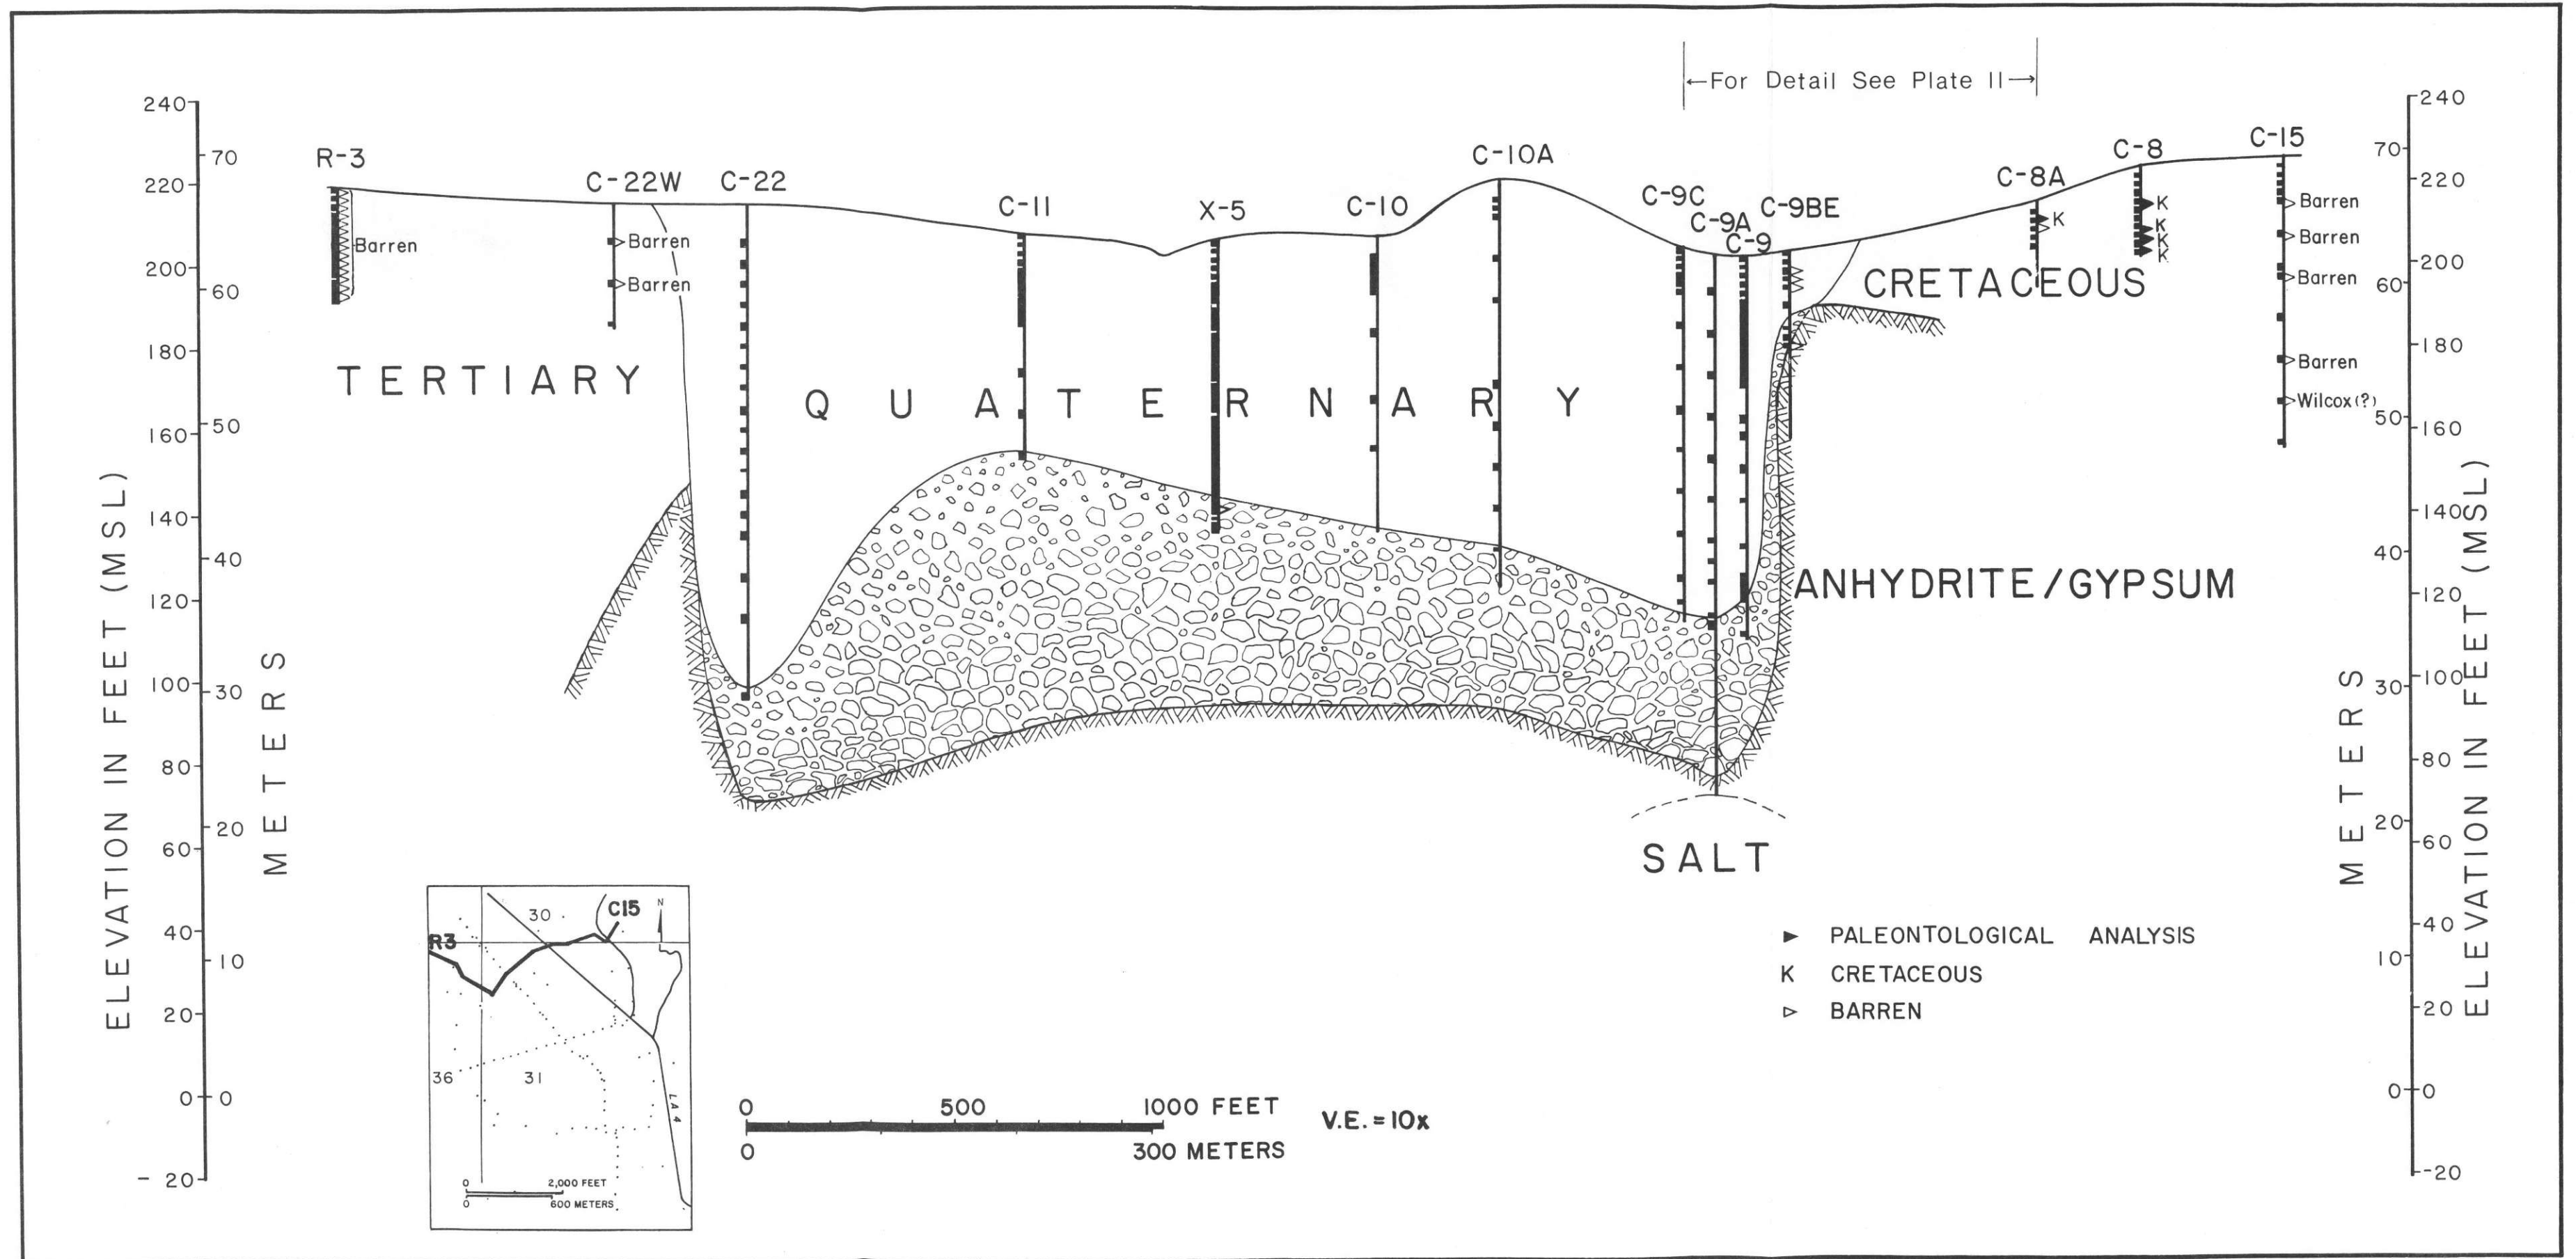 ←For Detail See Plate II→
240
70
220
200
60
180
50
160
140
40
120
100
30
80
20
60
40
10
20
0
0
- 20
ELEVATION IN FEET (MSL)
METERS
R-3
C-22W
C-22
C-11
X-5
C-10
C-10A
C-9C
C-9A
C-9
C-9BE
C-8A
C-8
C-15
Barren
Barren
Barren
K
K
K
K
K
Barren
Barren
Barren
Barren
Wilcox(?)
TERTIARY
QUATERNARY
CRETACEOUS
ANHYDRITE/GYPSUM
SALT
240
70
220
200
60
180
50
160
140
40
120
100
30
80
20
60
40
10
20
0
0
-20
METERS
ELEVATION IN FEET (MSL)
PALEONTOLOGICAL ANALYSIS
K CRETACEOUS
BARREN
30
C15
N
R3
36
31
LA 4
0 2,000 FEET
0 600 METERS
0 500 1000 FEET
0 300 METERS
V.E. = 10x